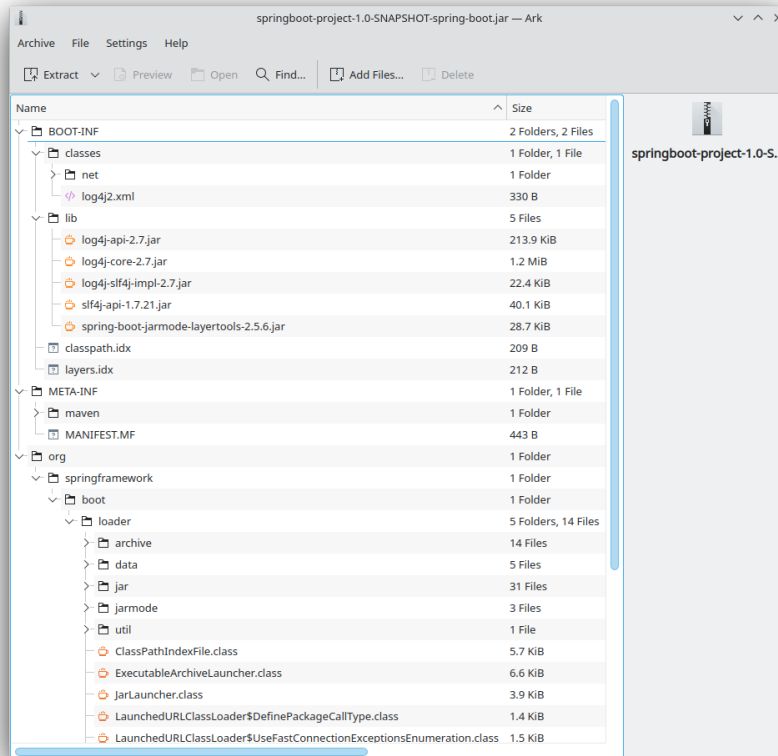 springboot-project-1.0-SNAPSHOT-spring-boot.jar — Ark
Archive File Settings Help
Extract Preview Open Find... Add Files... Delete
Name Size
BOOT-INF 2 Folders, 2 Files
classes 1 Folder, 1 File
springboot-project-1.0-S...
net 1 Folder
log4j2.xml 330 B
lib 5 Files
log4j-api-2.7.jar 213.9 KiB
log4j-core-2.7.jar 1.2 MiB
log4j-slf4j-impl-2.7.jar 22.4 KiB
slf4j-api-1.7.21.jar 40.1 KiB
spring-boot-jarmode-layertools-2.5.6.jar 28.7 KiB
classpath.idx 209 B
layers.idx 212 B
META-INF 1 Folder, 1 File
maven 1 Folder
MANIFEST.MF 443 B
org 1 Folder
springframework 1 Folder
boot 1 Folder
loader 5 Folders, 14 Files
archive 14 Files
data 5 Files
jar 31 Files
jarmode 3 Files
util 1 File
ClassPathIndexFile.class 5.7 KiB
ExecutableArchiveLauncher.class 6.6 KiB
JarLauncher.class 3.9 KiB
LaunchedURLClassLoader$DefinePackageCallType.class 1.4 KiB
LaunchedURLClassLoader$UseFastConnectionExceptionsEnumeration.class 1.5 KiB